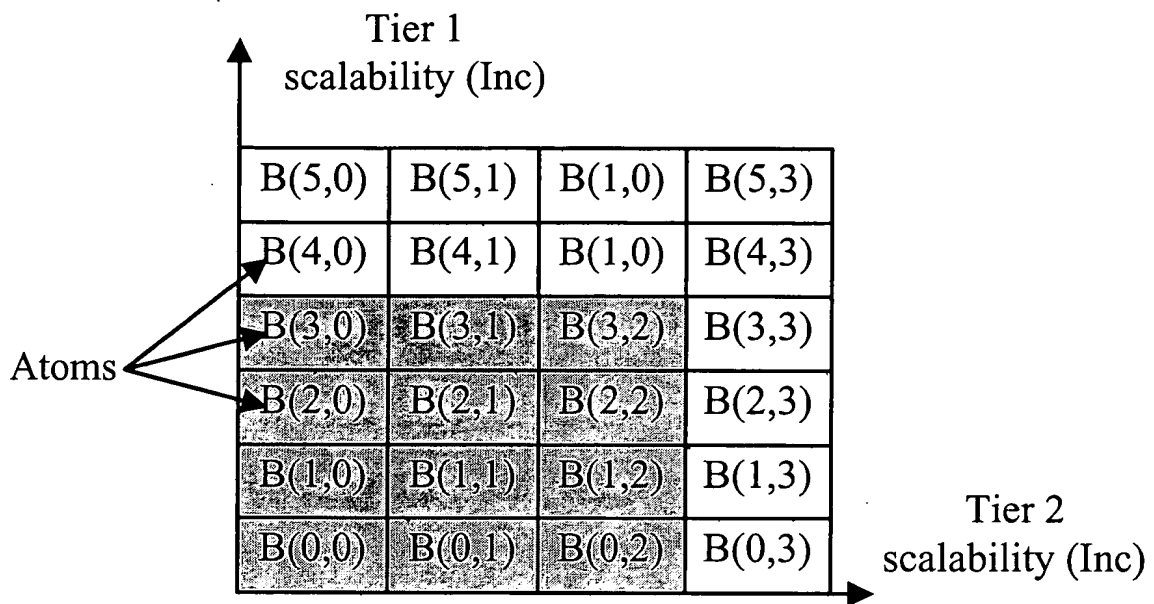 Tier 1
scalability (Inc)
B(5,0) B(5,1) B(1,0) B(5,3)
B(4,0) B(4,1) B(1,0) B(4,3)
B(3,0) B(3,1) B(3,2) B(3,3)
Atoms
B(2,0) B(2,1) B(2,2) B(2,3)
B(1,0) B(1,1) B(1,2) B(1,3)
B(0,0) B(0,1) B(0,2) B(0,3)
Tier 2
scalability (Inc)